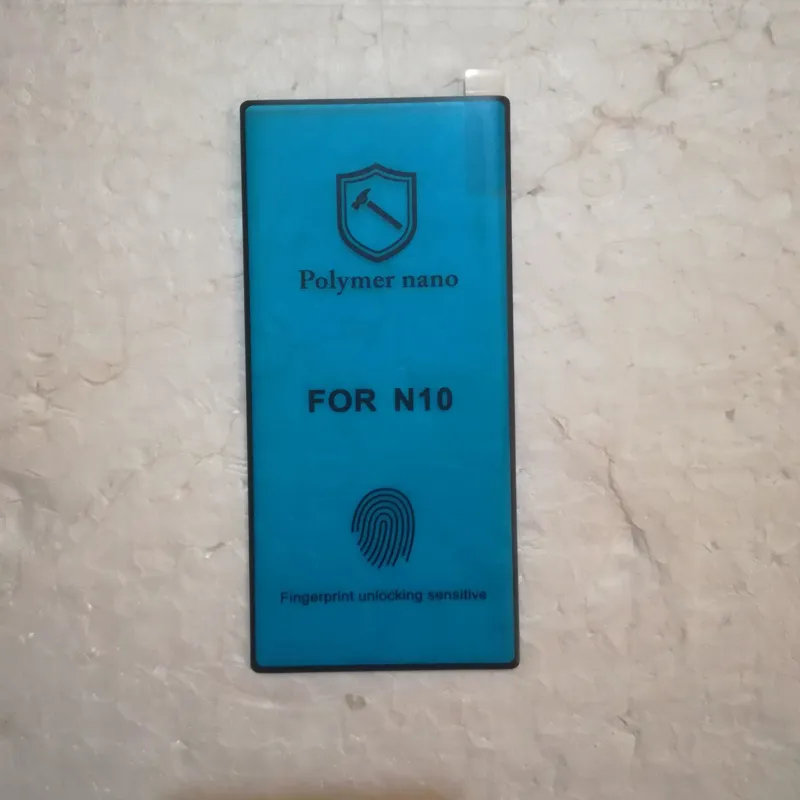 Polymer nano
FOR N10
Fingerprint unlocking sensitive